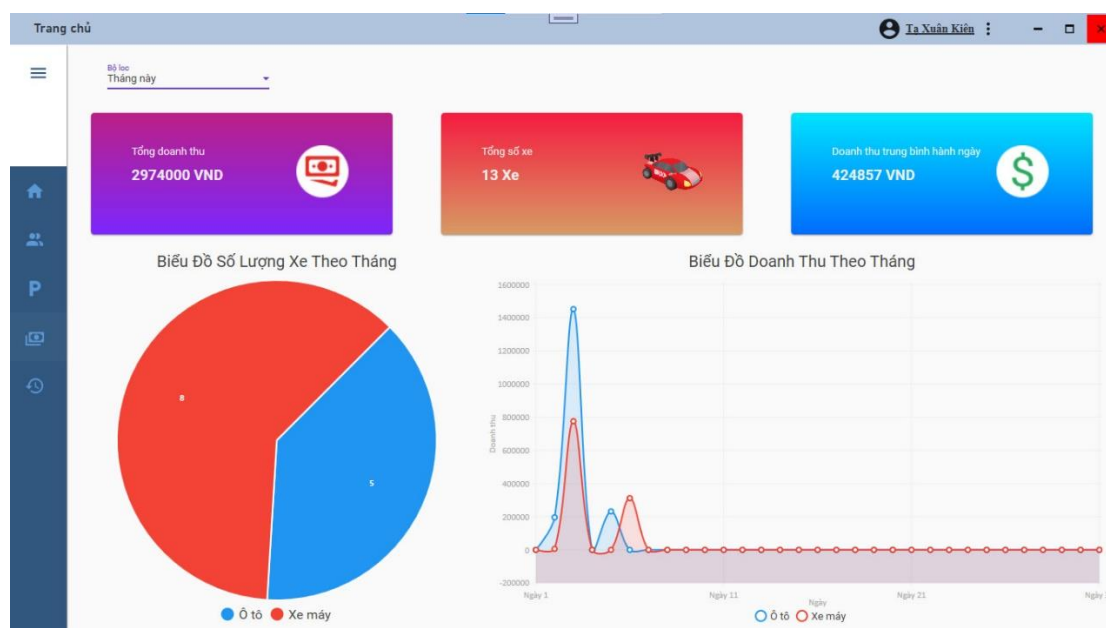 Trang chủ
Tạ Xuân Kiên
Bộ lọc
Tháng này
Tổng doanh thu
2974000 VND
Tổng số xe
13 Xe
Doanh thu trung bình hành ngày
424857 VND
Biểu Đồ Số Lượng Xe Theo Tháng
8
5
Ô tô
Xe máy
Biểu Đồ Doanh Thu Theo Tháng
1600000
1400000
1200000
1000000
800000
600000
400000
200000
0
-200000
Doanh thu
Ngày 1
Ngày 11
Ngày 21
Ngày
Ngày
Ô tô
Xe máy